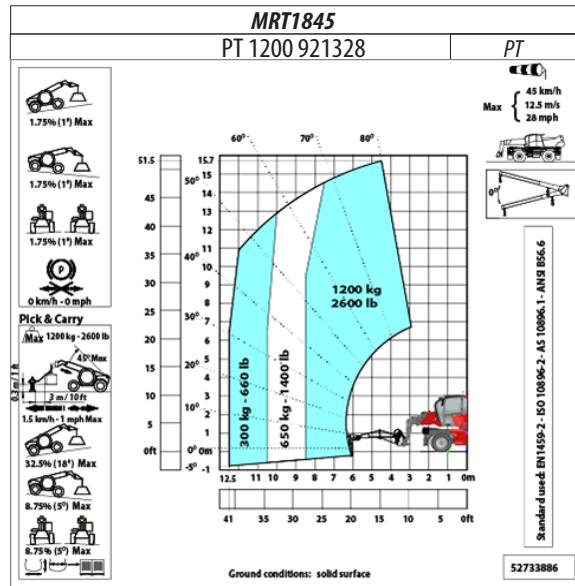 MRT1845
PT 1200 921328 PT
1.75% (1°) Max
1.75% (1°) Max
1.75% (1°) Max
P
0 km/h - 0 mph
Pick & Carry
Max 1200 kg - 2600 lb
45° Max
0.3 m / 1 ft
3 m / 10 ft
1.5 km/h - 1 mph Max
32.5% (18°) Max
8.75% (5°) Max
8.75% (5°) Max
60° 70° 80°
50°
40°
30°
20°
10°
0°
-5°
51.5
45
40
35
30
25
20
15
10
5
0ft
15.7
14
13
12
11
10
9
8
7
6
5
4
3
2
1
0m
-1
1200 kg
2600 lb
650 kg - 1400 lb
300 kg - 660 lb
12.5 11 10 9 8 7 6 5 4 3 2 1 0m
41 35 30 25 20 15 10 5 0ft
Ground conditions: solid surface
Max
45 km/h
12.5 m/s
28 mph
0°
Standard used: EN1459-2 - ISO 10896-2 - AS 10896.1 - ANSI B56.6
52733886